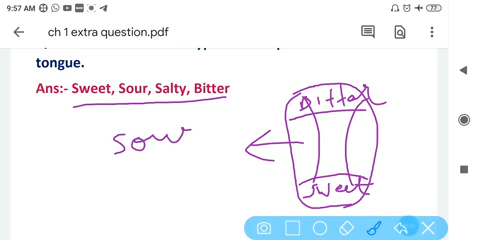 9:57 AM
77
ch 1 extra question.pdf
tongue.
Ans:- Sweet, Sour, Salty, Bitter
Bitter
Sour
Sweet